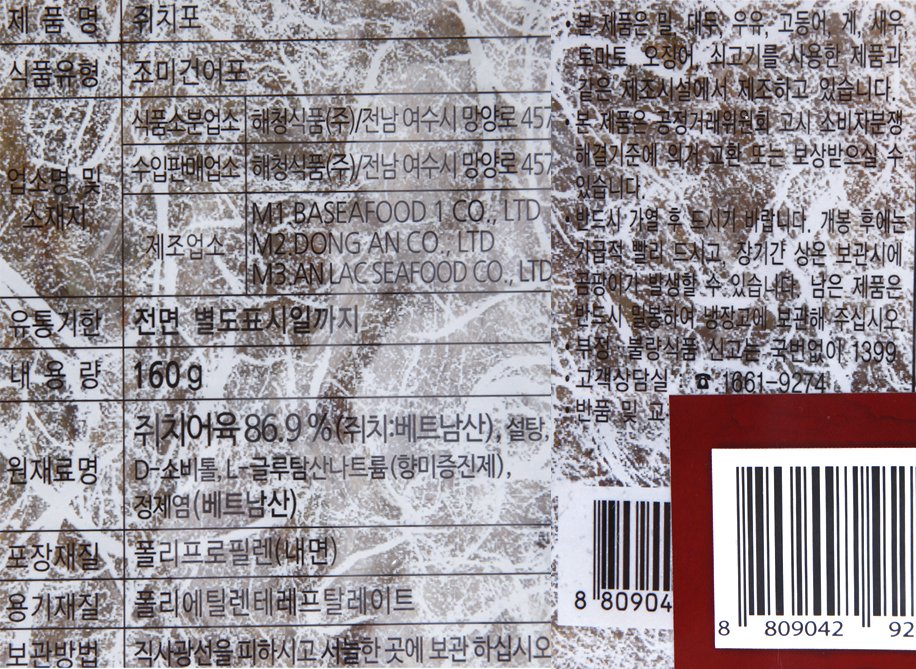 제 품 명 쥐치포
식품유형 조미건어포
업소명 및 소재지
식품소분업소 해청식품(주)/전남 여수시 망양로 457
수입판매업소 해청식품(주)/전남 여수시 망양로 457
제조업소
M1.BASEAFOOD 1 CO., LTD
M2.DONG AN CO., LTD
M3.AN LAC SEAFOOD CO., LTD
유통기한 전면 별도표시일까지
내 용 량 160 g
원재료명
쥐치어육 86.9 % (쥐치:베트남산), 설탕,
D-소비톨, L-글루탐산나트륨(향미증진제),
정제염(베트남산)
포장재질 폴리프로필렌(내면)
용기재질 폴리에틸렌테레프탈레이트
보관방법 직사광선을 피하시고 서늘한 곳에 보관 하십시오
·본 제품은 밀, 대두, 우유, 고등어, 게, 새우,
토마토, 오징어, 쇠고기를 사용한 제품과
같은 제조시설에서 제조하고 있습니다.
·본 제품은 공정거래위원회 고시 소비자분쟁
해결기준에 의거 교환 또는 보상받으실 수
있습니다.
·반드시 가열 후 드시기 바랍니다. 개봉 후에는
가급적 빨리 드시고, 장기간 상온 보관시에
곰팡이가 발생할 수 있습니다. 남은 제품은
반드시 밀봉하여 냉장고에 보관해 주십시오.
·부정·불량식품 신고는 국번없이 1399
·고객상담실 : ☎ 1661-9274
·반품 및 교
8 80904
8 809042 92